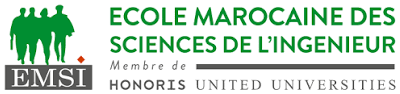 ECOLE MAROCAINE DES
SCIENCES DE L'INGENIEUR
EMSI
Membre de
HONORIS UNITED UNIVERSITIES